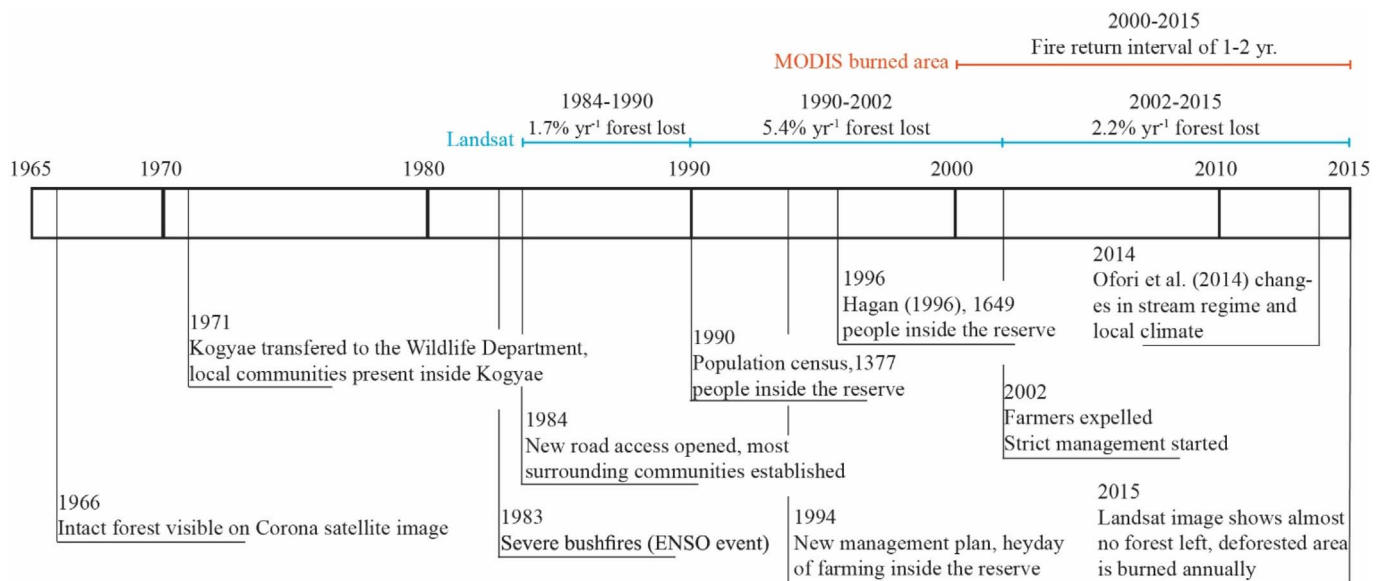 2000-2015
Fire return interval of 1-2 yr.
MODIS burned area
1984-1990
1.7% yr⁻¹ forest lost
1990-2002
5.4% yr⁻¹ forest lost
2002-2015
2.2% yr⁻¹ forest lost
Landsat
1965
1970
1980
1990
2000
2010
2015
1971
Kogyae transfered to the Wildlife Department,
local communities present inside Kogyae
1990
Population census,1377
people inside the reserve
1996
Hagan (1996), 1649
people inside the reserve
2014
Ofori et al. (2014) chang-
es in stream regime and
local climate
1984
New road access opened, most
surrounding communities established
2002
Farmers expelled
Strict management started
1966
Intact forest visible on Corona satellite image
1983
Severe bushfires (ENSO event)
1994
New management plan, heyday
of farming inside the reserve
2015
Landsat image shows almost
no forest left, deforested area
is burned annually